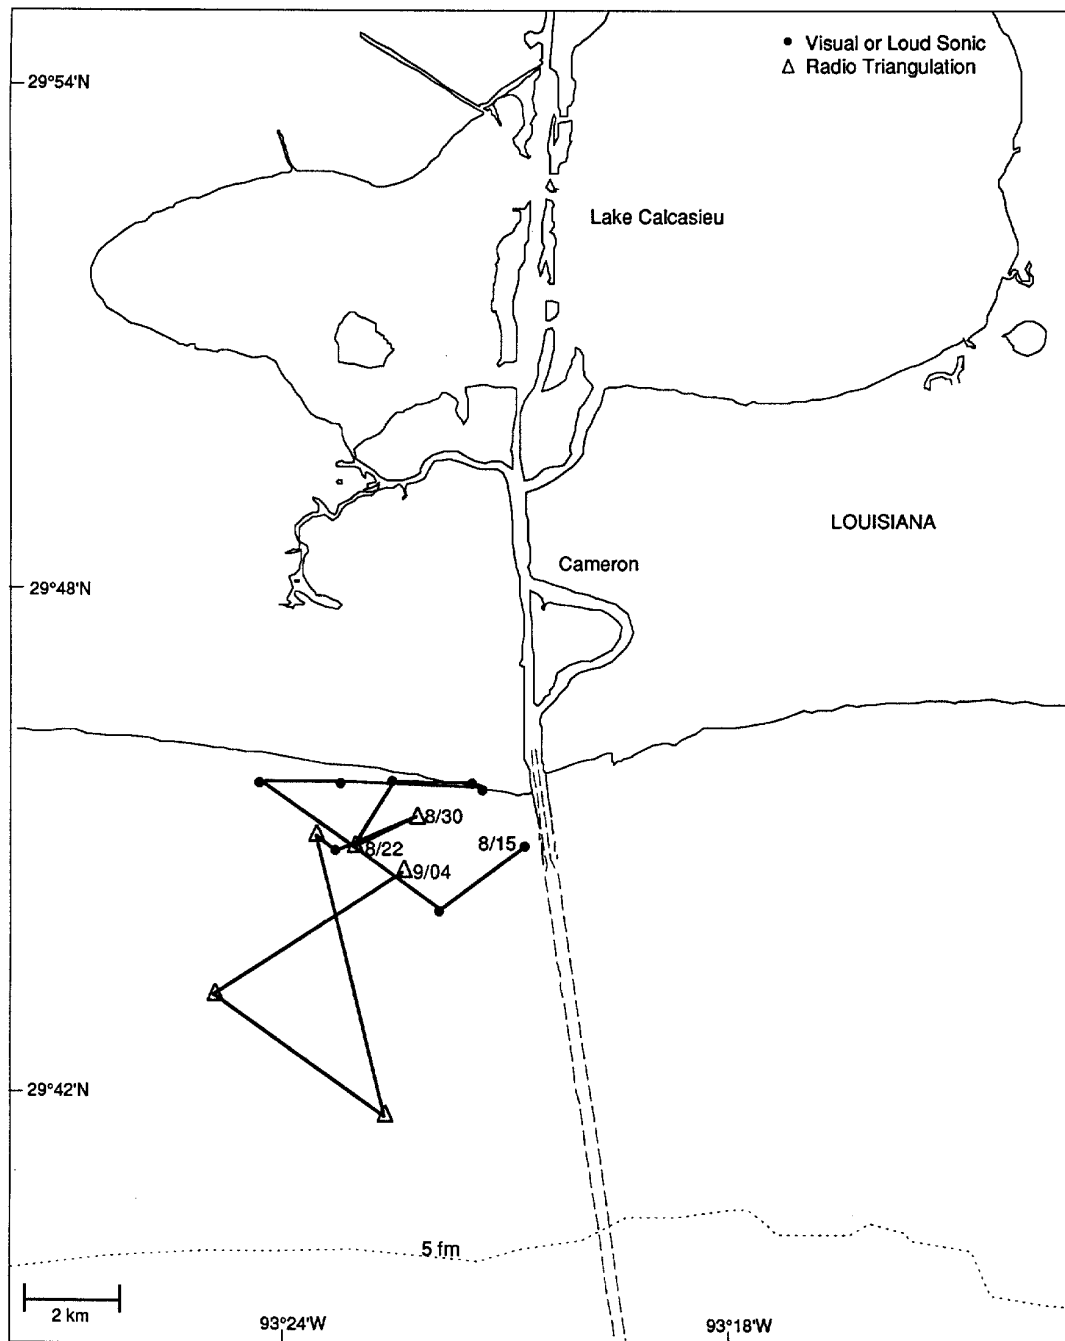 Visual or Loud Sonic
Radio Triangulation
29°54'N
Lake Calcasieu
LOUISIANA
Cameron
29°48'N
8/30
8/22
8/15
9/04
29°42'N
5 fm
2 km
93°24'W
93°18'W